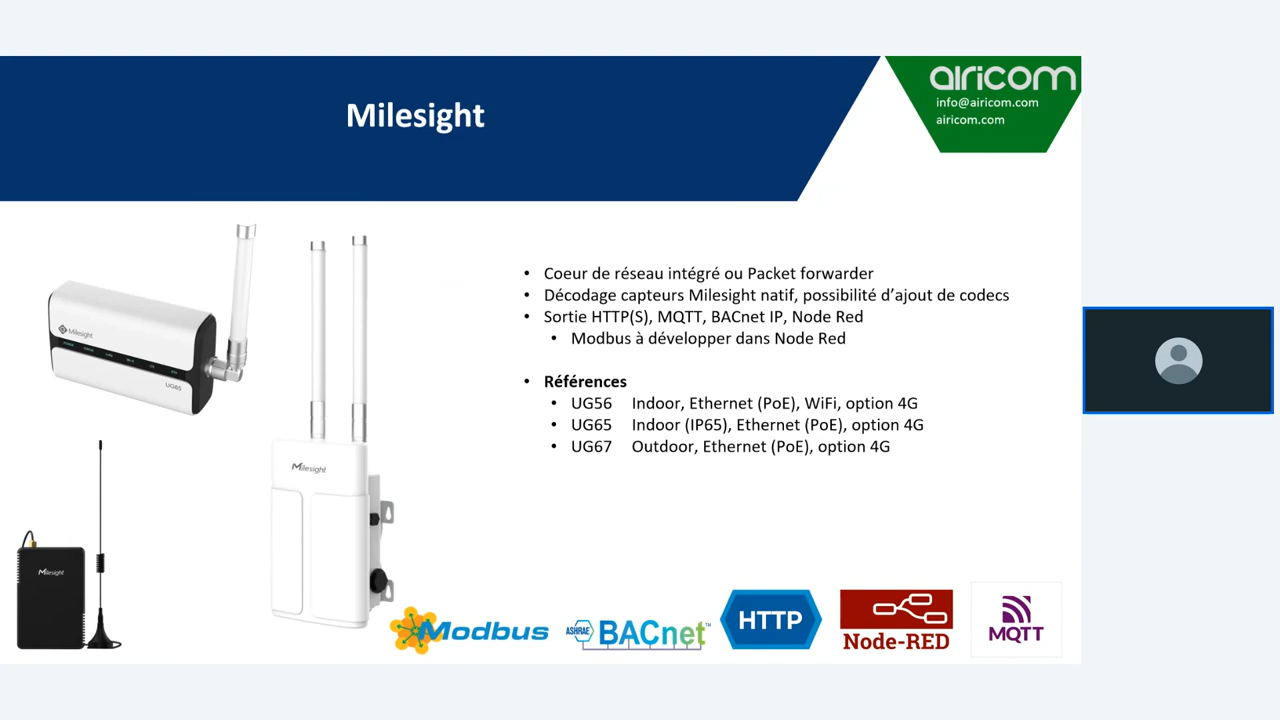 Milesight
airicom
info@airicom.com
airicom.com
• Coeur de réseau intégré ou Packet forwarder
• Décodage capteurs Milesight natif, possibilité d'ajout de codecs
• Sortie HTTP(S), MQTT, BACnet IP, Node Red
• Modbus à développer dans Node Red
• Références
• UG56 Indoor, Ethernet (PoE), WiFi, option 4G
• UG65 Indoor (IP65), Ethernet (PoE), option 4G
• UG67 Outdoor, Ethernet (PoE), option 4G
Milesight
UG65
Milesight
Milesight
Modbus
ASHRAE BACnet™
HTTP
Node-RED
MQTT